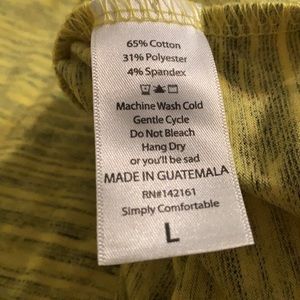 65% Cotton
31% Polyester
4% Spandex
Machine Wash Cold
Gentle Cycle
Do Not Bleach
Hang Dry
or you'll be sad
MADE IN GUATEMALA
RN#142161
Simply Comfortable
L